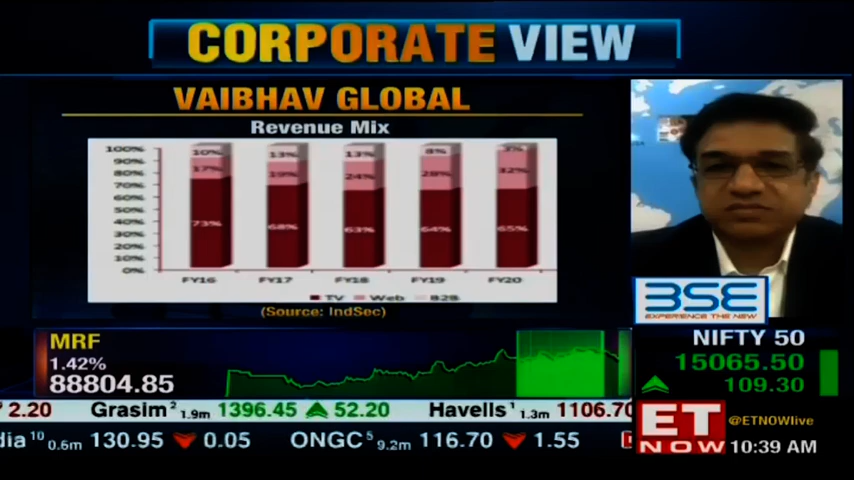 CORPORATE VIEW
VAIBHAV GLOBAL
Revenue Mix
100%
90%
80%
70%
60%
50%
40%
30%
20%
10%
0%
10% 13% 13% 8% 3%
17% 19% 24% 28% 32%
73% 68% 63% 64% 65%
FY16 FY17 FY18 FY19 FY20
TV Web B2B
(Source: IndSec)
BSE
EXPERIENCE THE NEW
MRF
1.42%
88804.85
NIFTY 50
15065.50
109.30
2.20 Grasim 2 1.9m 1396.45 52.20 Havells 1 1.3m 1106.70
dia 10 0.6m 130.95 0.05 ONGC 5 9.2m 116.70 1.55
ET
NOW
@ETNOWlive
10:39 AM